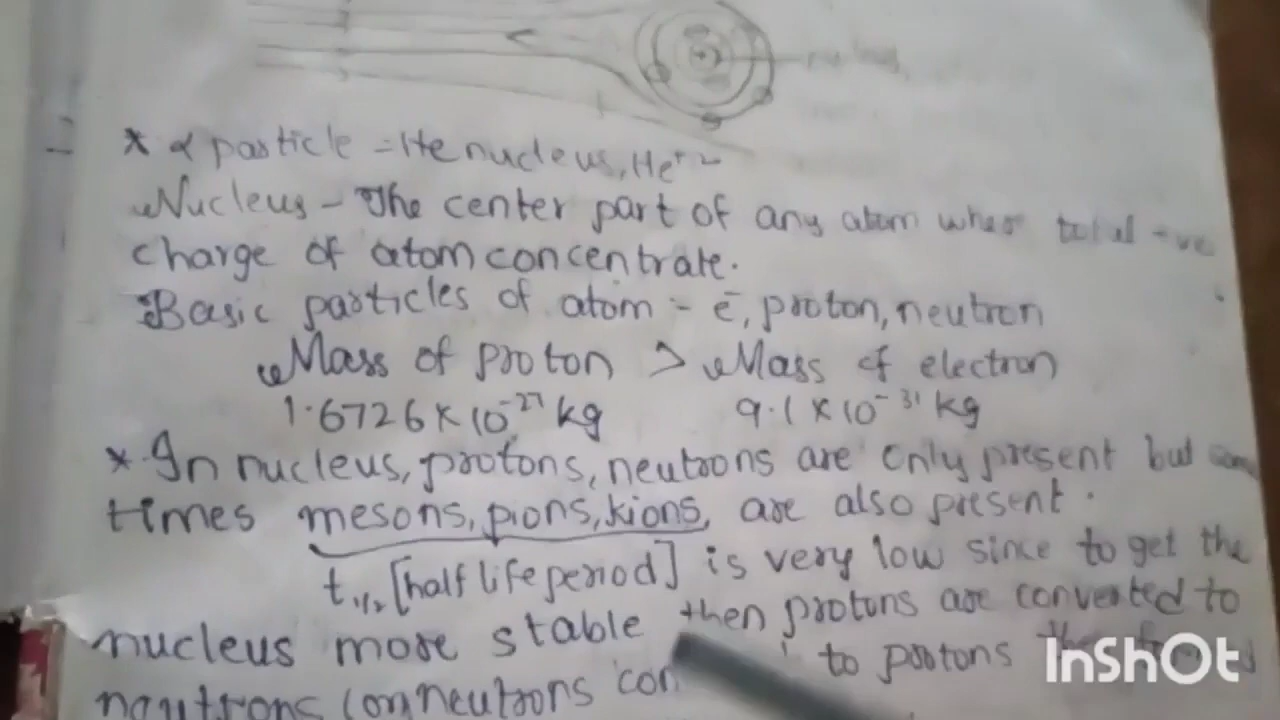 * α particle = He nucleus, He⁺²
Nucleus - The center part of any atom where total +ve
charge of atom concentrate.
Basic particles of atom - e⁻, proton, neutron
Mass of proton > Mass of electron
1.6726 × 10⁻²⁷ kg 9.1 × 10⁻³¹ kg
* In nucleus, protons, neutrons are only present but some
times mesons, pions, kions, are also present.
t₁/₂ [half life period] is very low since to get the
nucleus more stable then protons are converted to
neutrons (or) neutrons to protons
InShOt